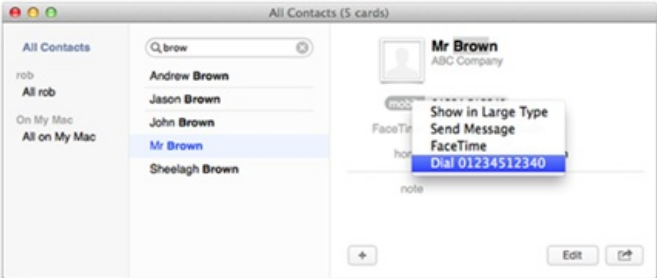 All Contacts (5 cards)
All Contacts
rob
All rob
On My Mac
All on My Mac
brow
Andrew Brown
Jason Brown
John Brown
Mr Brown
Sheelagh Brown
Mr Brown
ABC Company
Show in Large Type
Send Message
FaceTime
Dial 01234512340
note
+
Edit